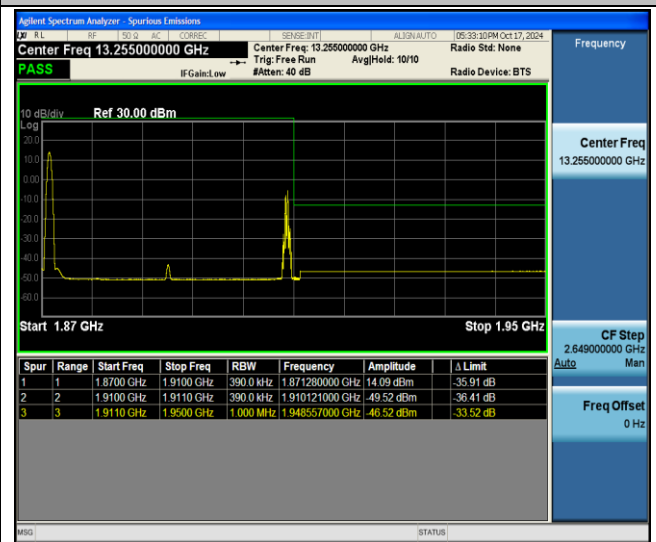 Agilent Spectrum Analyzer - Spurious Emissions
RL RF 50 Ω AC CORREC SENSE:INT ALIGN AUTO 05:33:10 PM Oct 17, 2024
Center Freq 13.255000000 GHz
Center Freq: 13.255000000 GHz
Radio Std: None
Trig: Free Run Avg|Hold: 10/10
PASS
IFGain:Low
#Atten: 40 dB
Radio Device: BTS
10 dB/div Ref 30.00 dBm
Log
20.0
10.0
0.00
-10.0
-20.0
-30.0
-40.0
-50.0
-60.0
Start 1.87 GHz Stop 1.95 GHz
Spur Range Start Freq Stop Freq RBW Frequency Amplitude Δ Limit
1 1 1.8700 GHz 1.9100 GHz 390.0 kHz 1.871280000 GHz 14.09 dBm -35.91 dB
2 2 1.9100 GHz 1.9110 GHz 390.0 kHz 1.910121000 GHz -49.52 dBm -36.41 dB
3 3 1.9110 GHz 1.9500 GHz 1.000 MHz 1.948557000 GHz -46.52 dBm -33.52 dB
MSG STATUS
Frequency
Center Freq
13.255000000 GHz
CF Step
2.649000000 GHz
Auto Man
Freq Offset
0 Hz